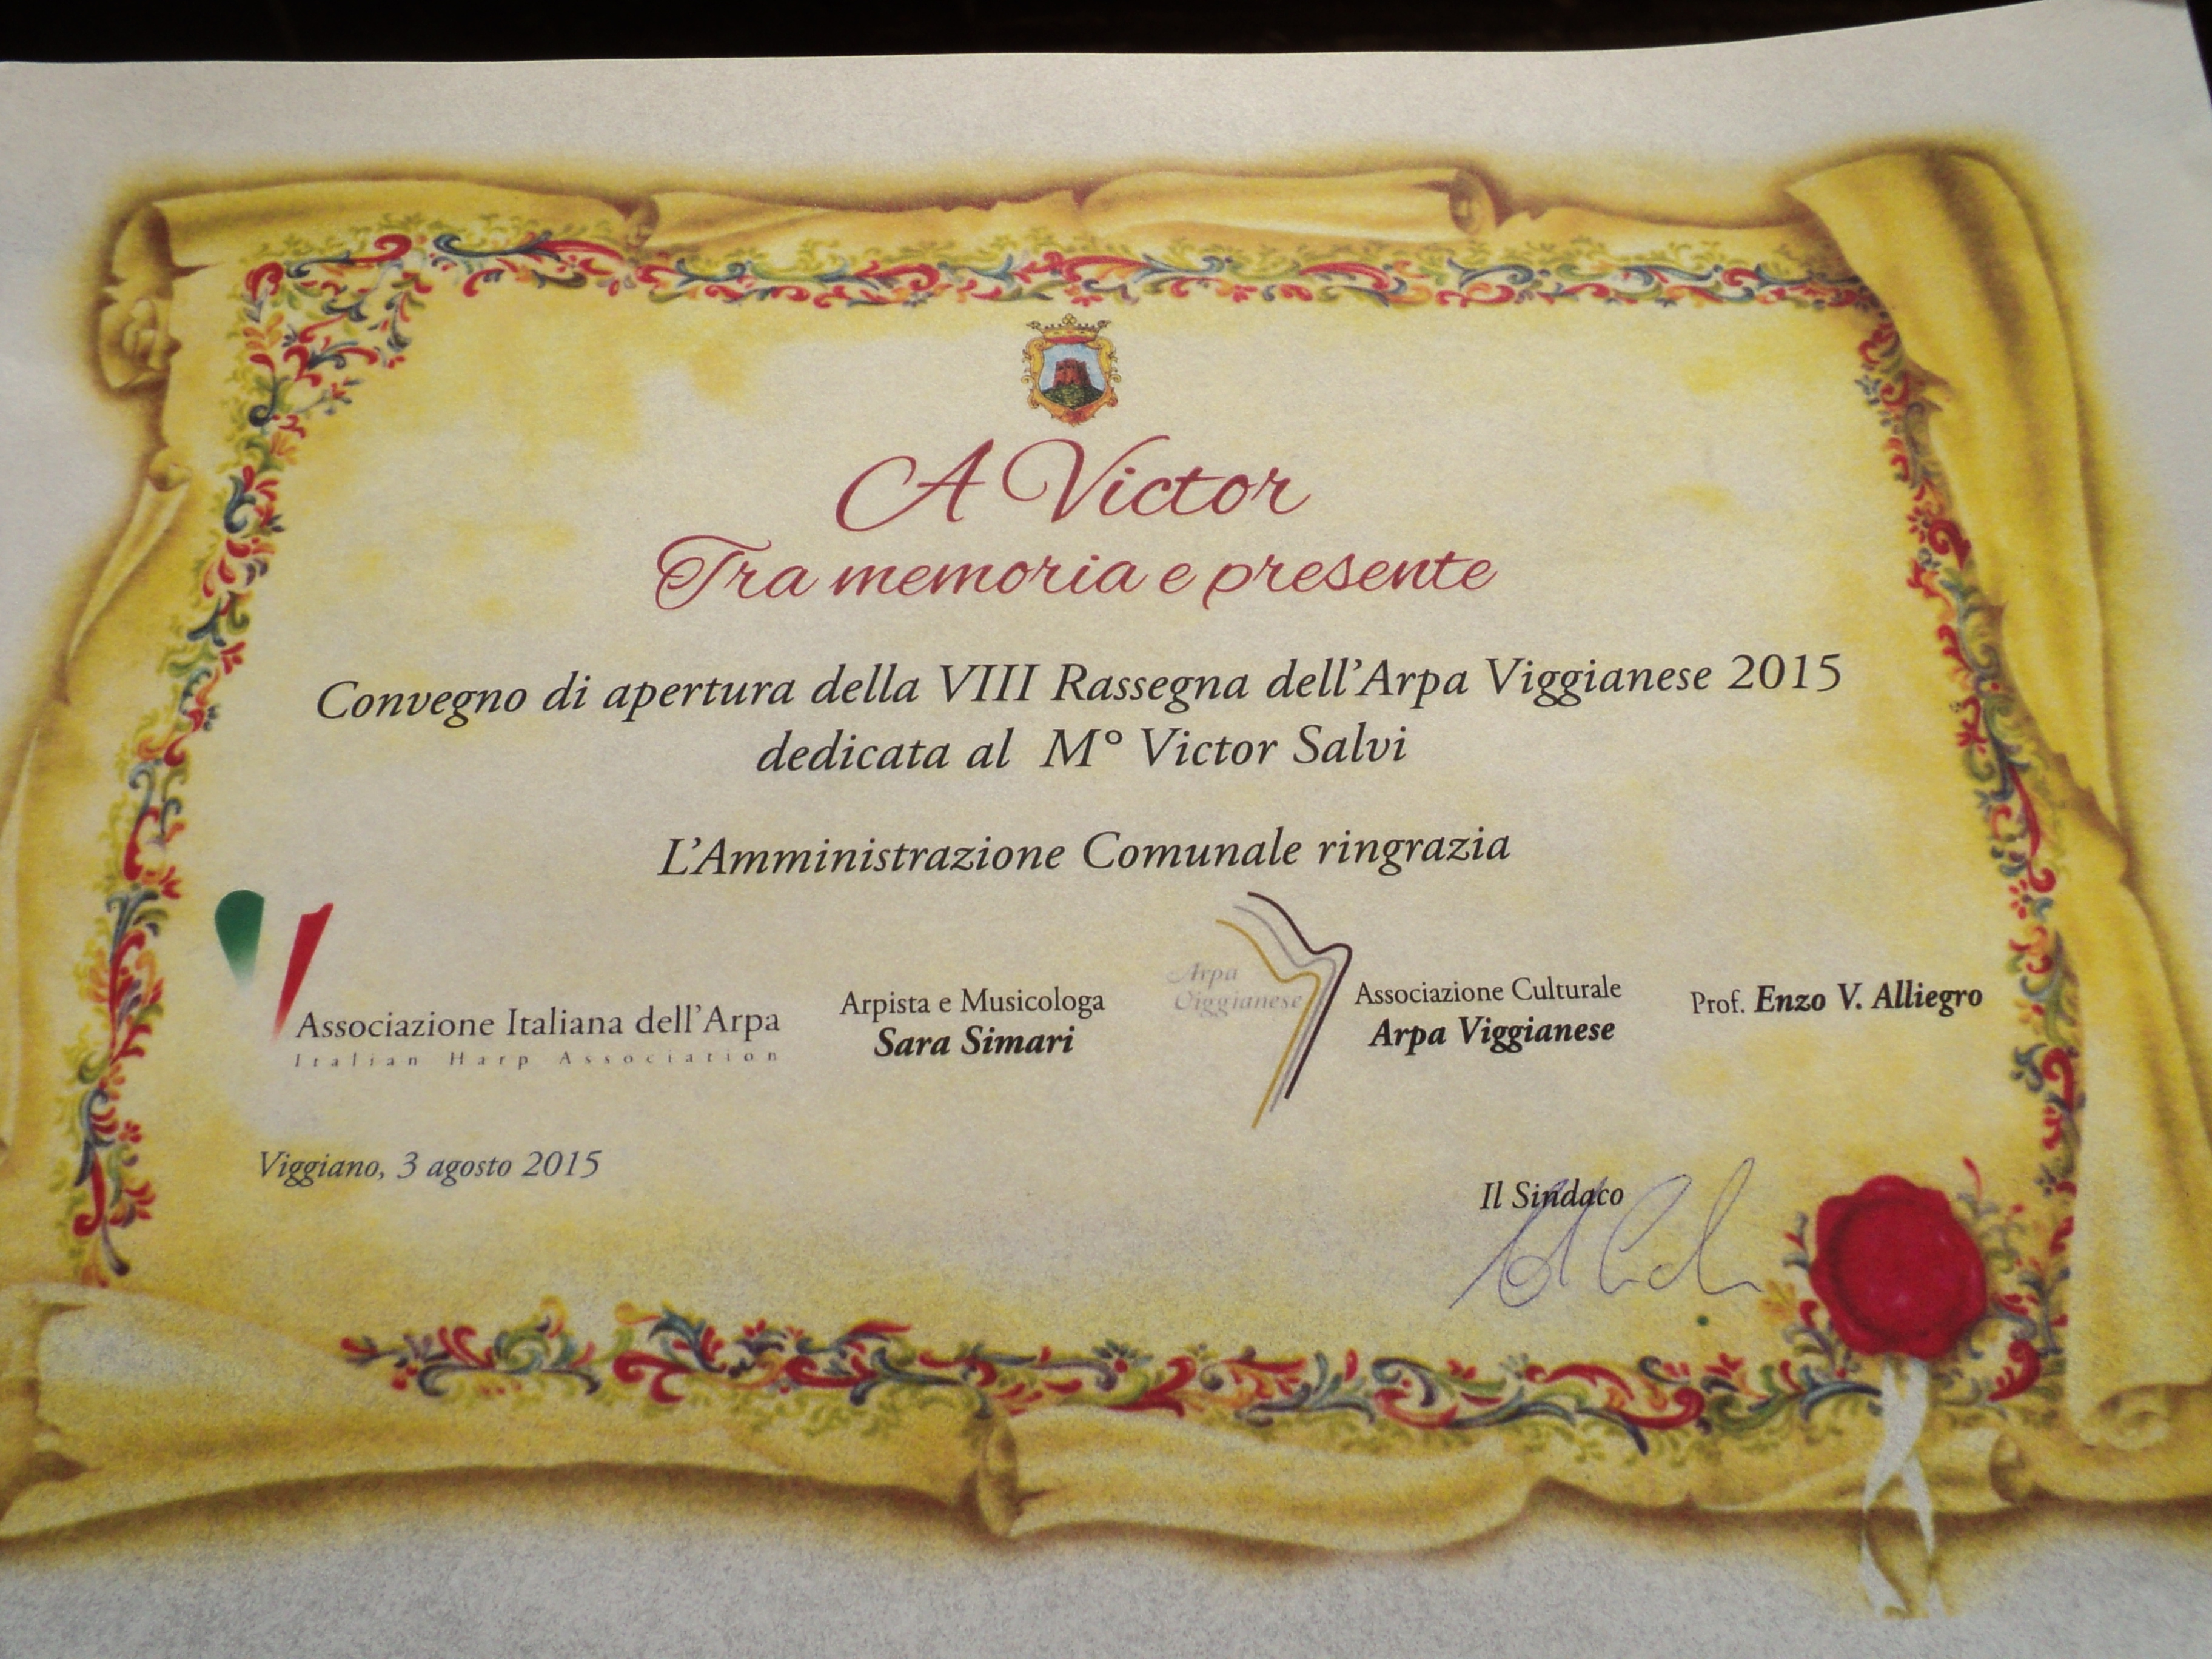 A Victor
Tra memoria e presente
Convegno di apertura della VIII Rassegna dell'Arpa Viggianese 2015
dedicata al M° Victor Salvi
L'Amministrazione Comunale ringrazia
Associazione Italiana dell'Arpa
Italian Harp Association
Arpista e Musicologa
Sara Simari
Arpa
Viggianese
Associazione Culturale
Arpa Viggianese
Prof. Enzo V. Alliegro
Viggiano, 3 agosto 2015
Il Sindaco